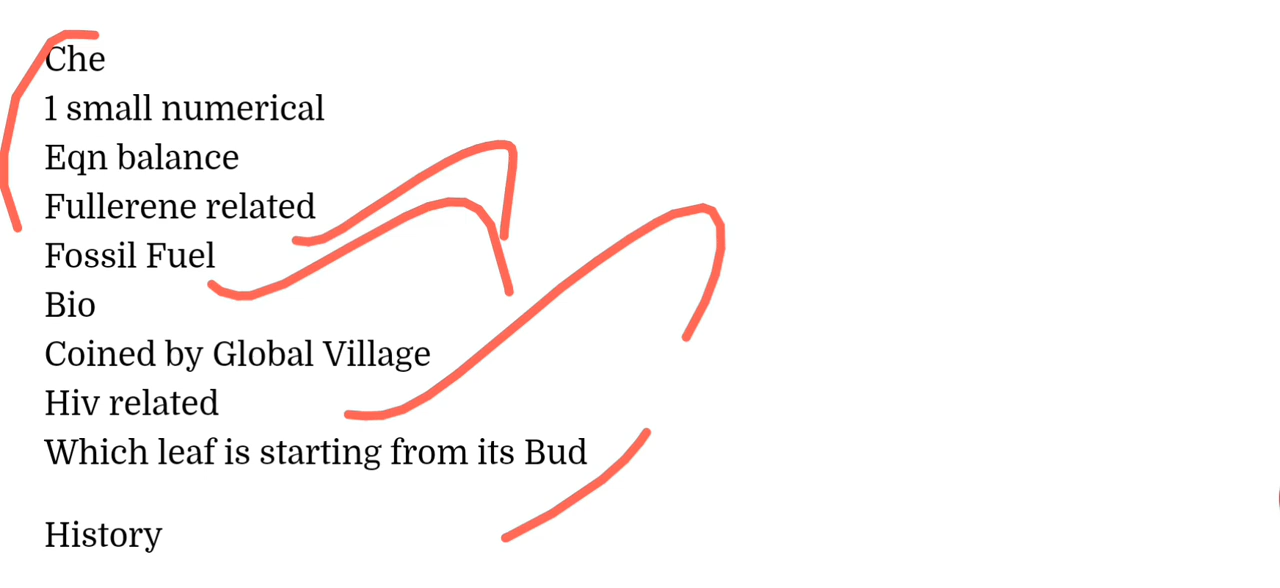 Che
1 small numerical
Eqn balance
Fullerene related
Fossil Fuel
Bio
Coined by Global Village
Hiv related
Which leaf is starting from its Bud
History